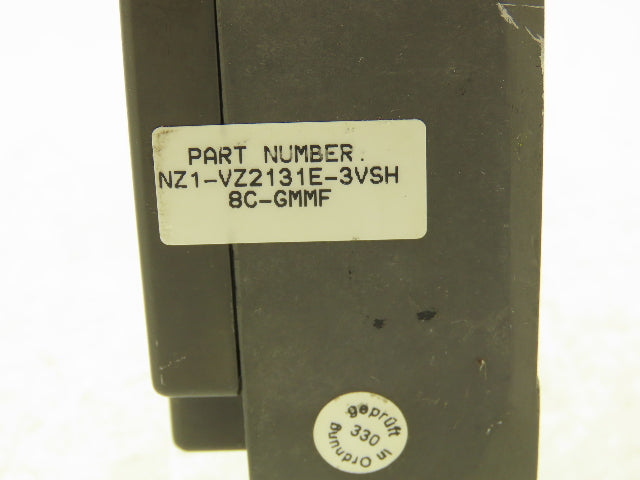 PART NUMBER.
NZ1-VZ2131E-3VSH
8C-GMMF
geprüft
330
in Ordnung